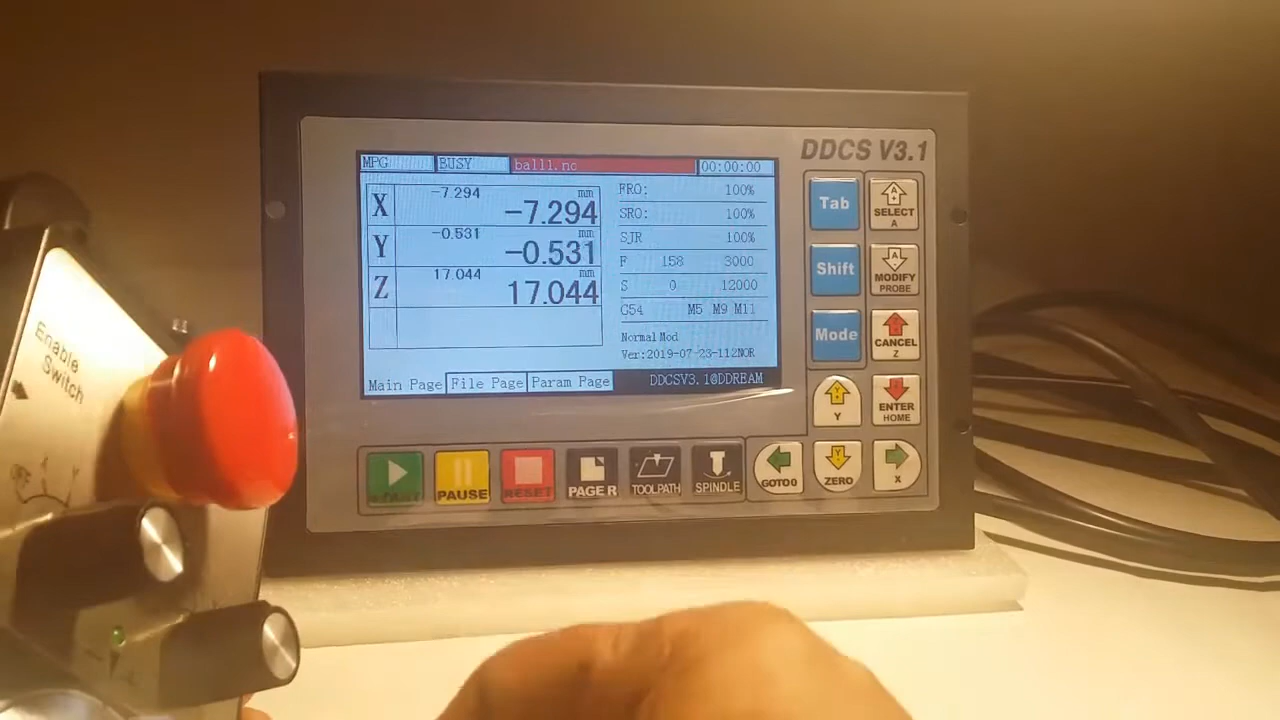 DDCS V3.1
MPG BUSY ball1.nc 00:00:00
X -7.294 mm -7.294
Y -0.531 mm -0.531
Z 17.044 mm 17.044
FRO: 100%
SRO: 100%
SJR 100%
F 158 3000
S 0 12000
G54 M5 M9 M11
Normal Mod
Ver:2019-07-23-112NOR
Main Page File Page Param Page DDCSV3.1@DDREAM
Tab
A+
SELECT
A
Shift
A-
MODIFY
PROBE
Mode
CANCEL
Z
Y+
Y
ENTER
HOME
START PAUSE RESET PAGE R TOOLPATH SPINDLE
GOTO0
Y-
ZERO
X
Enable
Switch
OFF X Y
- +